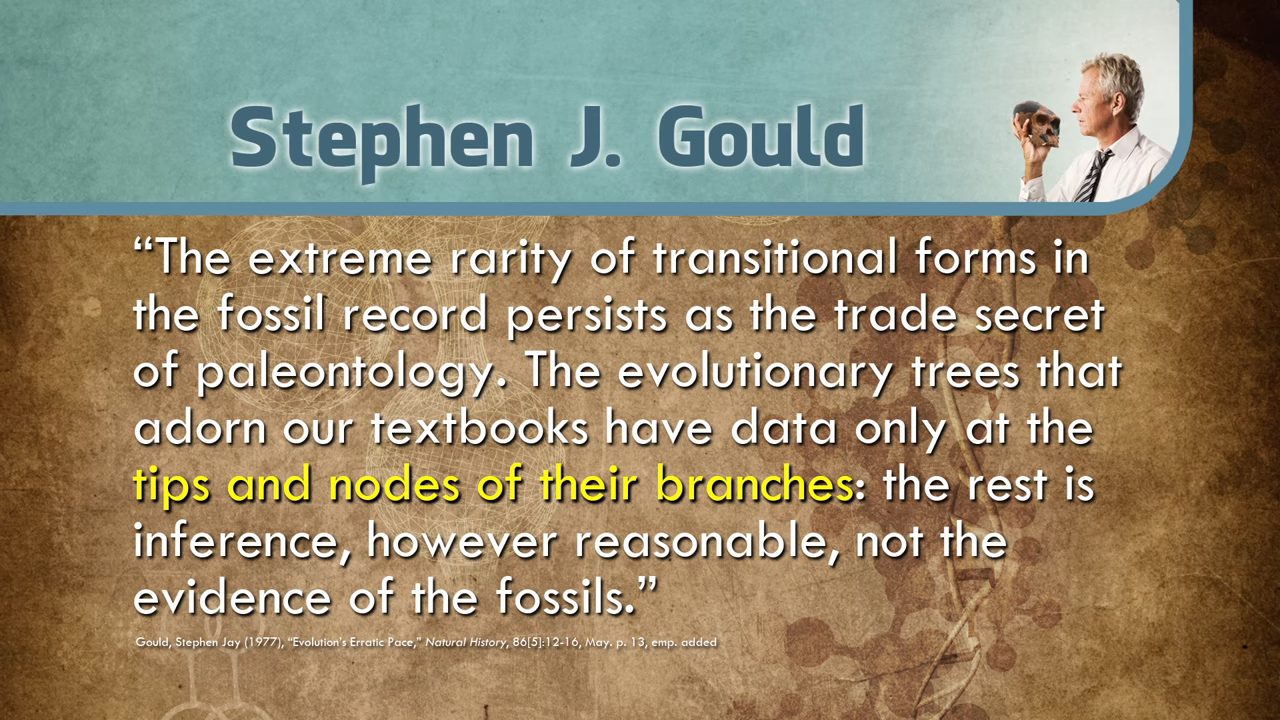 Stephen J. Gould
“The extreme rarity of transitional forms in
the fossil record persists as the trade secret
of paleontology. The evolutionary trees that
adorn our textbooks have data only at the
tips and nodes of their branches: the rest is
inference, however reasonable, not the
evidence of the fossils.”
Gould, Stephen Jay (1977), “Evolution’s Erratic Pace,” Natural History, 86[5]:12-16, May. p. 13, emp. added